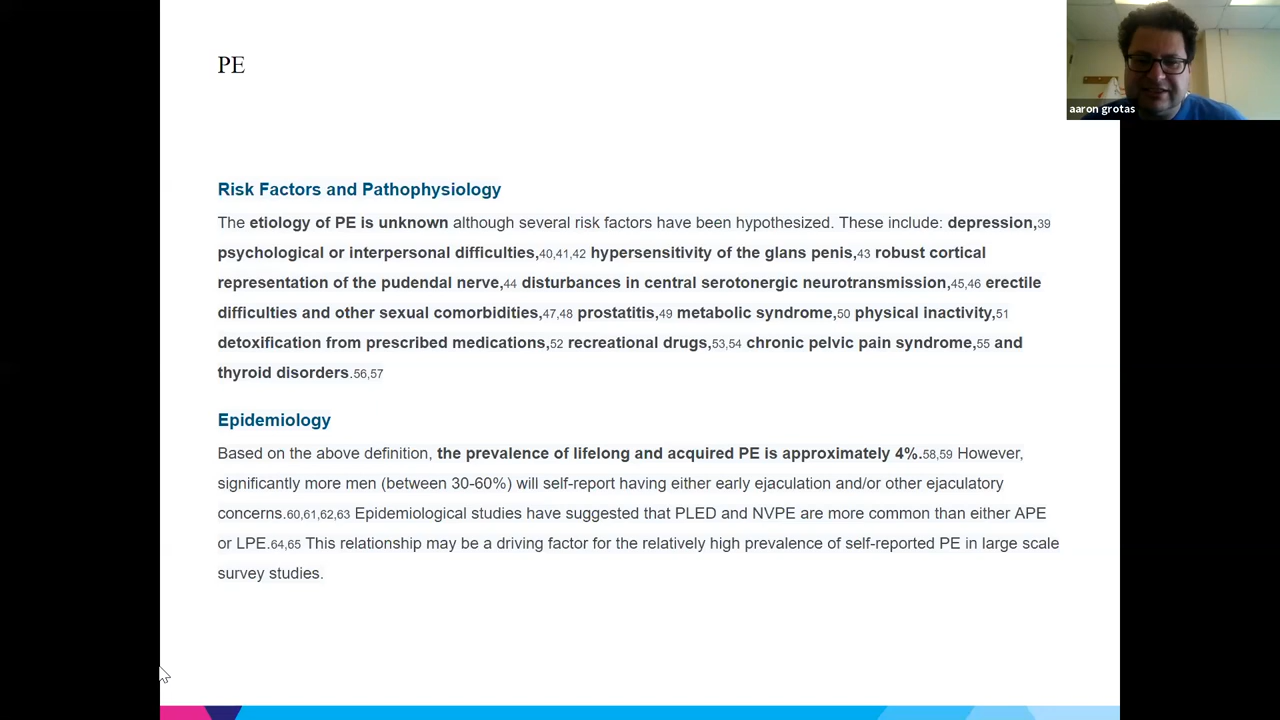 PE
aaron grotas
Risk Factors and Pathophysiology
The etiology of PE is unknown although several risk factors have been hypothesized. These include: depression,39
psychological or interpersonal difficulties,40,41,42 hypersensitivity of the glans penis,43 robust cortical
representation of the pudendal nerve,44 disturbances in central serotonergic neurotransmission,45,46 erectile
difficulties and other sexual comorbidities,47,48 prostatitis,49 metabolic syndrome,50 physical inactivity,51
detoxification from prescribed medications,52 recreational drugs,53,54 chronic pelvic pain syndrome,55 and
thyroid disorders.56,57
Epidemiology
Based on the above definition, the prevalence of lifelong and acquired PE is approximately 4%.58,59 However,
significantly more men (between 30-60%) will self-report having either early ejaculation and/or other ejaculatory
concerns.60,61,62,63 Epidemiological studies have suggested that PLED and NVPE are more common than either APE
or LPE.64,65 This relationship may be a driving factor for the relatively high prevalence of self-reported PE in large scale
survey studies.